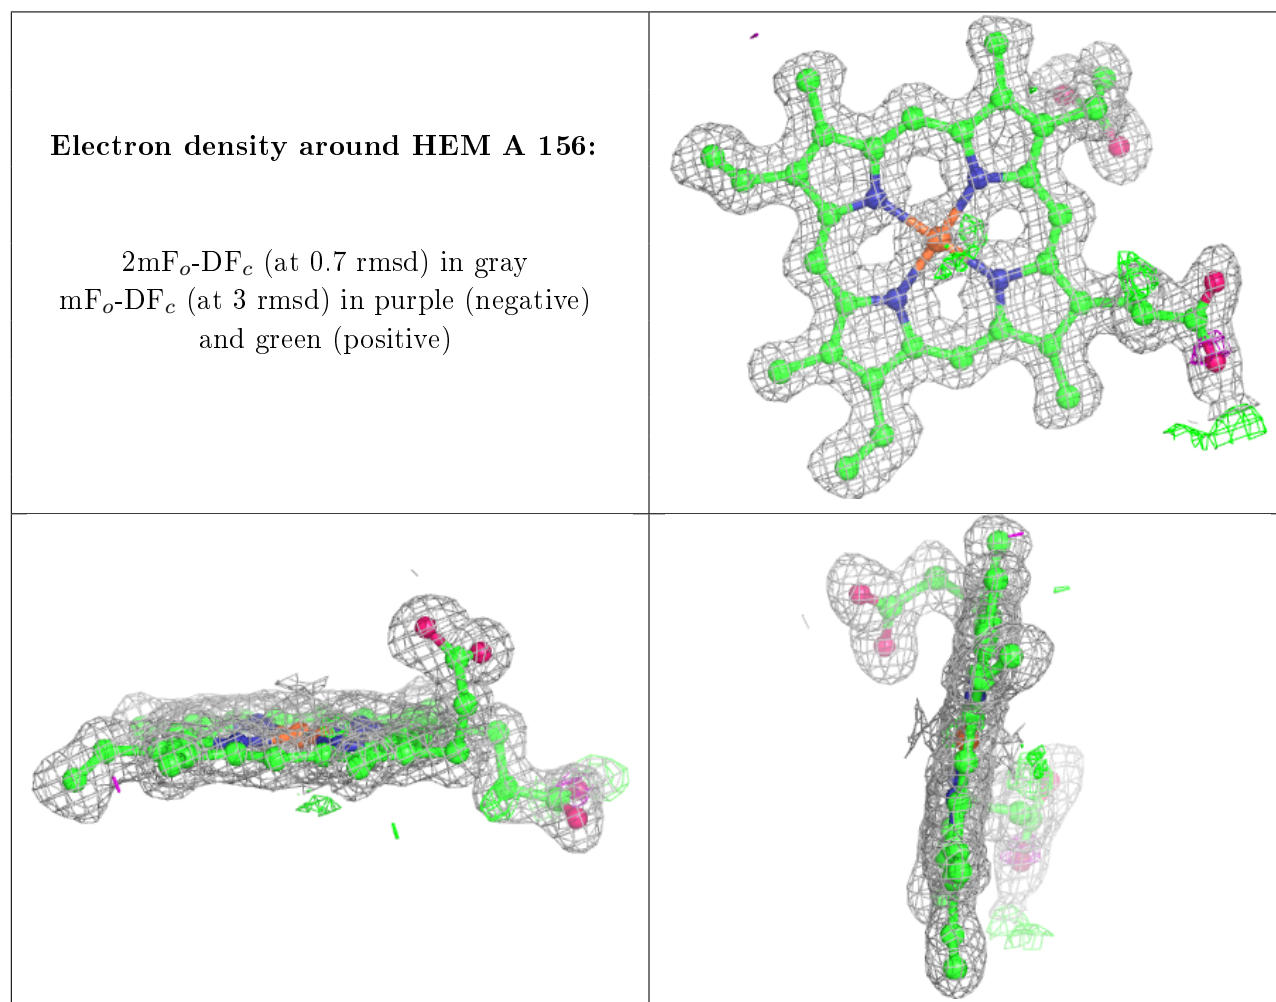 Electron density around HEM A 156:
2mFₒ-DF𝒸 (at 0.7 rmsd) in gray
mFₒ-DF𝒸 (at 3 rmsd) in purple (negative)
and green (positive)